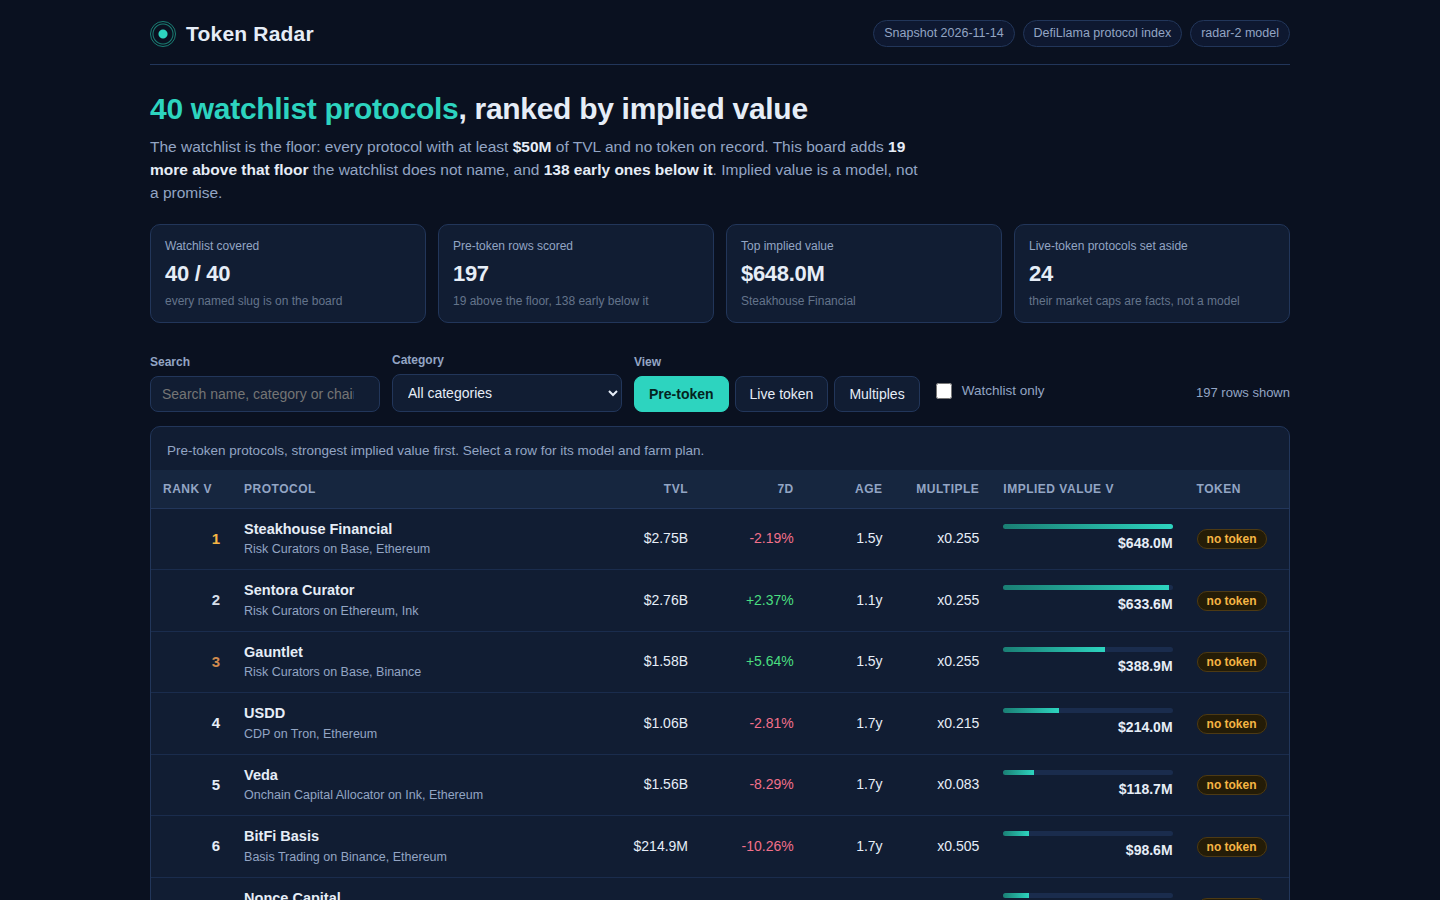 Token Radar
Snapshot 2026-11-14
DefiLlama protocol index
radar-2 model
40 watchlist protocols, ranked by implied value
The watchlist is the floor: every protocol with at least $50M of TVL and no token on record. This board adds 19
more above that floor the watchlist does not name, and 138 early ones below it. Implied value is a model, not
a promise.
Watchlist covered
40 / 40
every named slug is on the board
Pre-token rows scored
197
19 above the floor, 138 early below it
Top implied value
$648.0M
Steakhouse Financial
Live-token protocols set aside
24
their market caps are facts, not a model
Search
Search name, category or chai
Category
All categories
View
Pre-token
Live token
Multiples
Watchlist only
197 rows shown
Pre-token protocols, strongest implied value first. Select a row for its model and farm plan.
RANK V PROTOCOL TVL 7D AGE MULTIPLE IMPLIED VALUE V TOKEN
1 Steakhouse Financial $2.75B -2.19% 1.5y x0.255 $648.0M no token
Risk Curators on Base, Ethereum
2 Sentora Curator $2.76B +2.37% 1.1y x0.255 $633.6M no token
Risk Curators on Ethereum, Ink
3 Gauntlet $1.58B +5.64% 1.5y x0.255 $388.9M no token
Risk Curators on Base, Binance
4 USDD $1.06B -2.81% 1.7y x0.215 $214.0M no token
CDP on Tron, Ethereum
5 Veda $1.56B -8.29% 1.7y x0.083 $118.7M no token
Onchain Capital Allocator on Ink, Ethereum
6 BitFi Basis $214.9M -10.26% 1.7y x0.505 $98.6M no token
Basis Trading on Binance, Ethereum
Nonce Capital